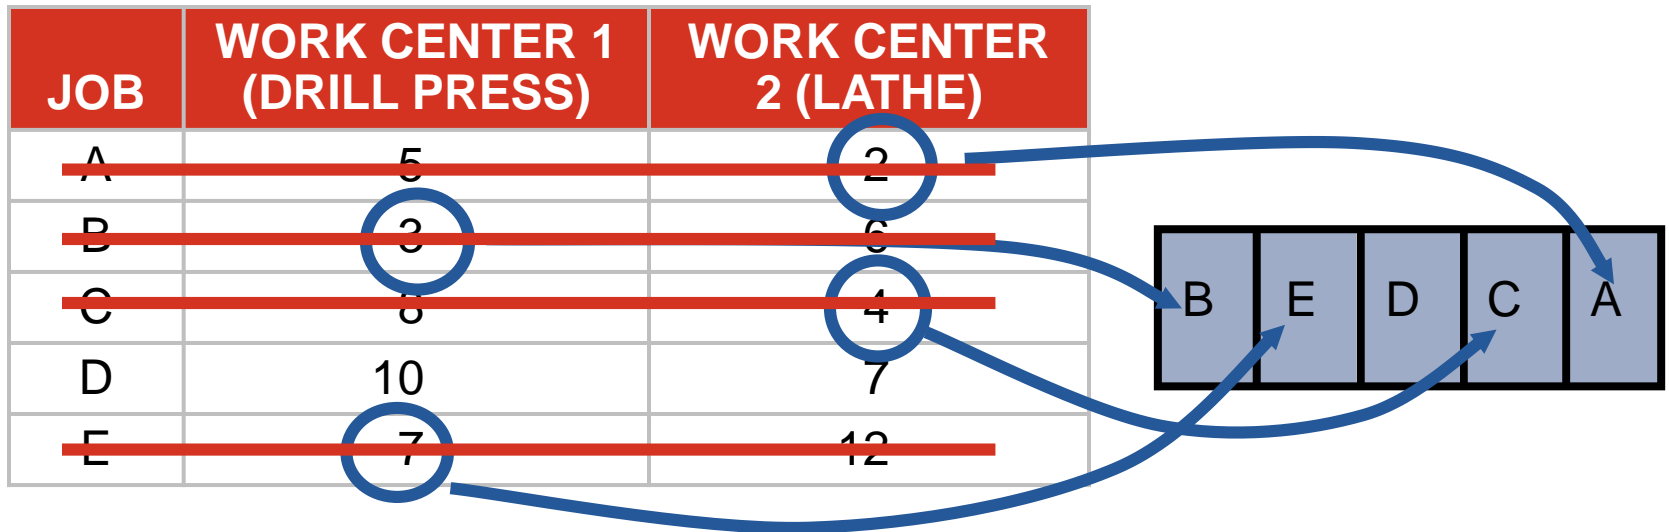 JOB WORK CENTER 1 (DRILL PRESS) WORK CENTER 2 (LATHE)
A 5 2
B 3 6
C 8 4
D 10 7
E 7 12
B E D C A